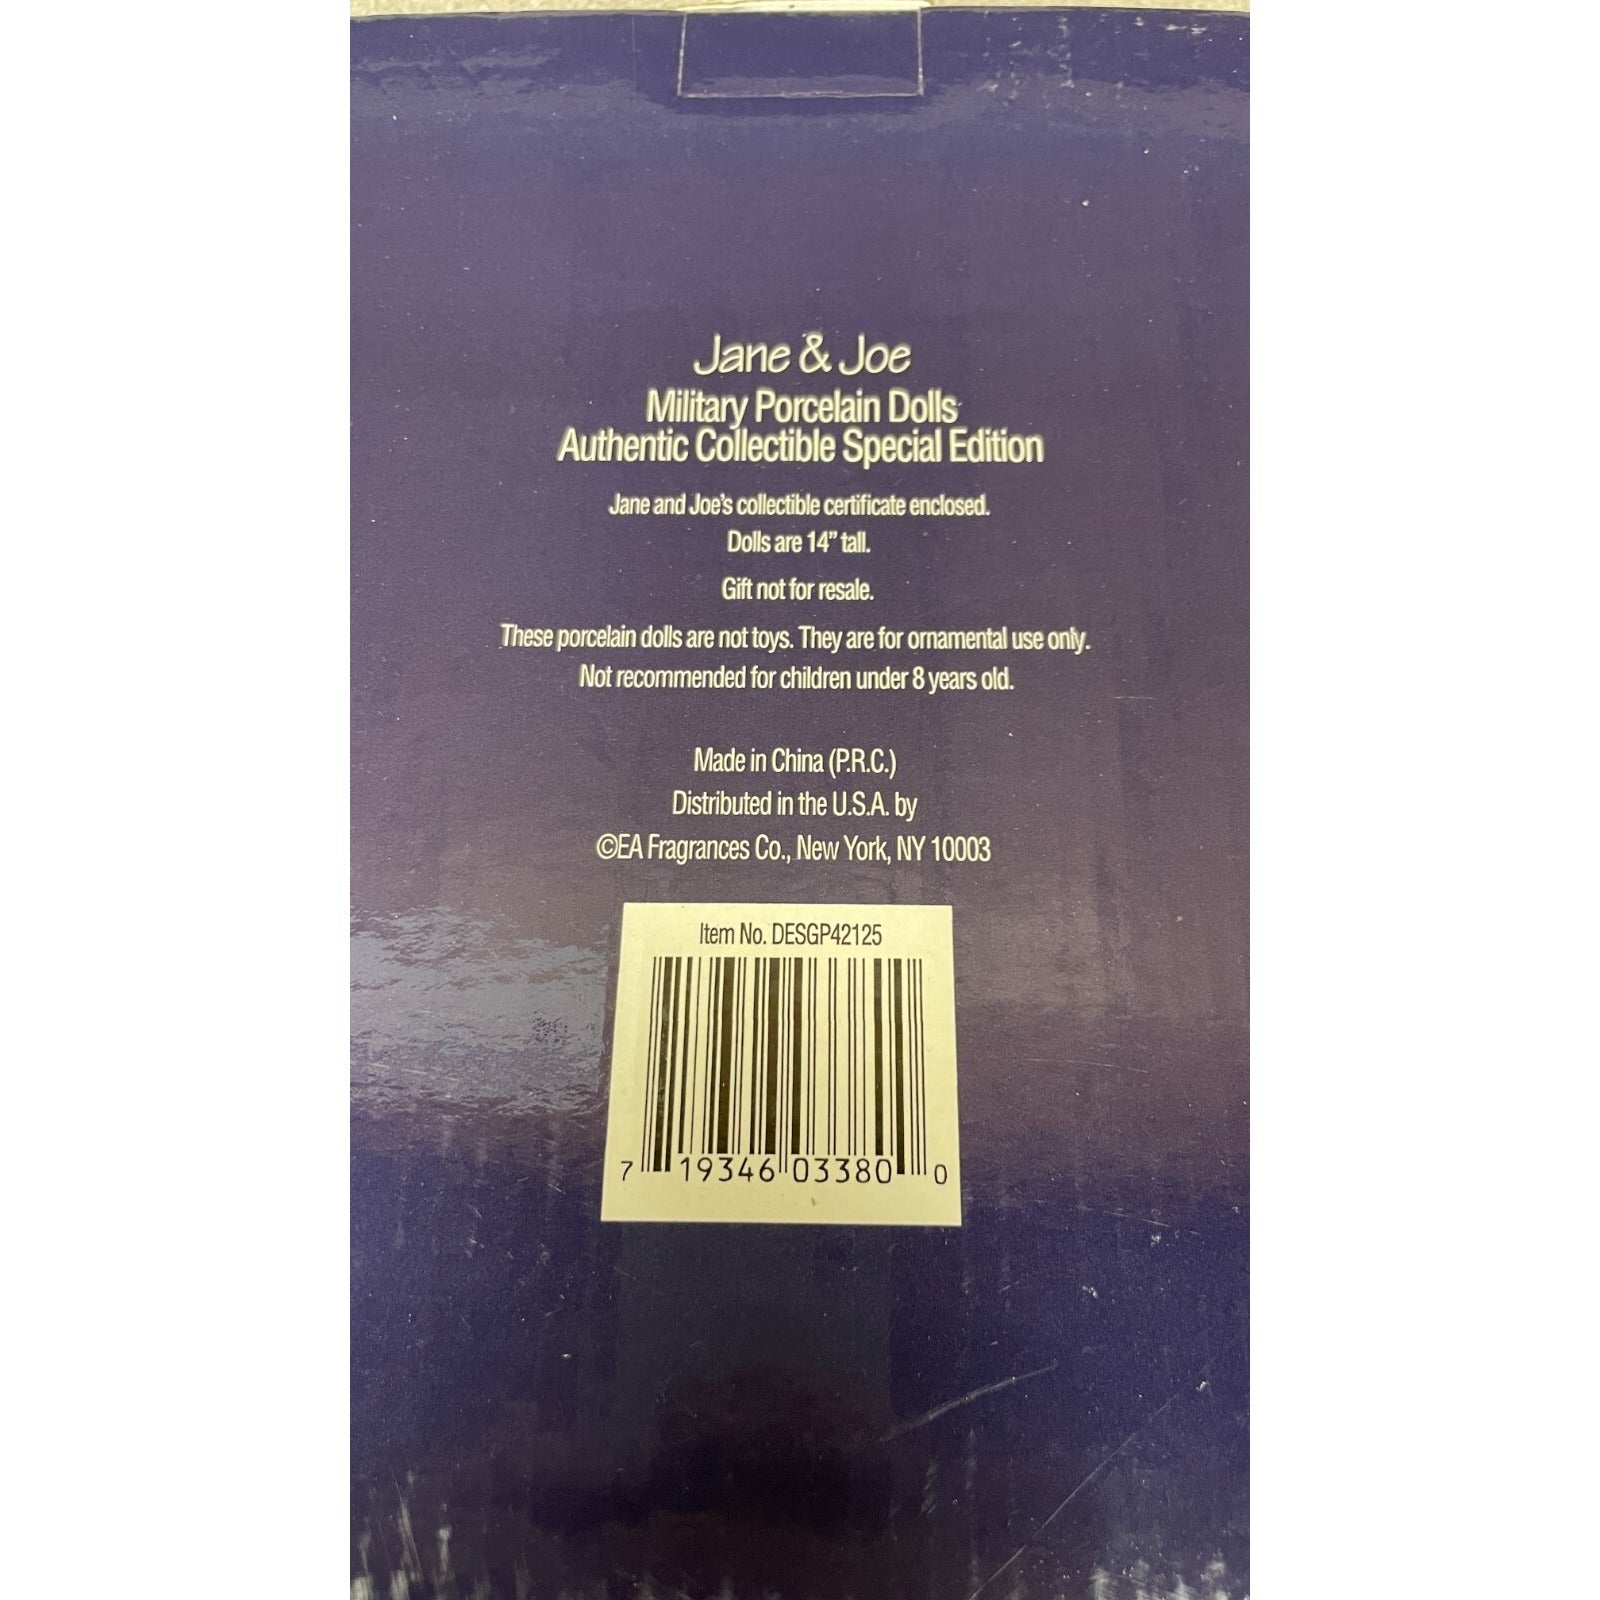 Jane & Joe
Military Porcelain Dolls
Authentic Collectible Special Edition
Jane and Joe's collectible certificate enclosed.
Dolls are 14" tall.
Gift not for resale.
These porcelain dolls are not toys. They are for ornamental use only.
Not recommended for children under 8 years old.
Made in China (P.R.C.)
Distributed in the U.S.A. by
©EA Fragrances Co., New York, NY 10003
Item No. DESGP42125
7 19346 03380 0